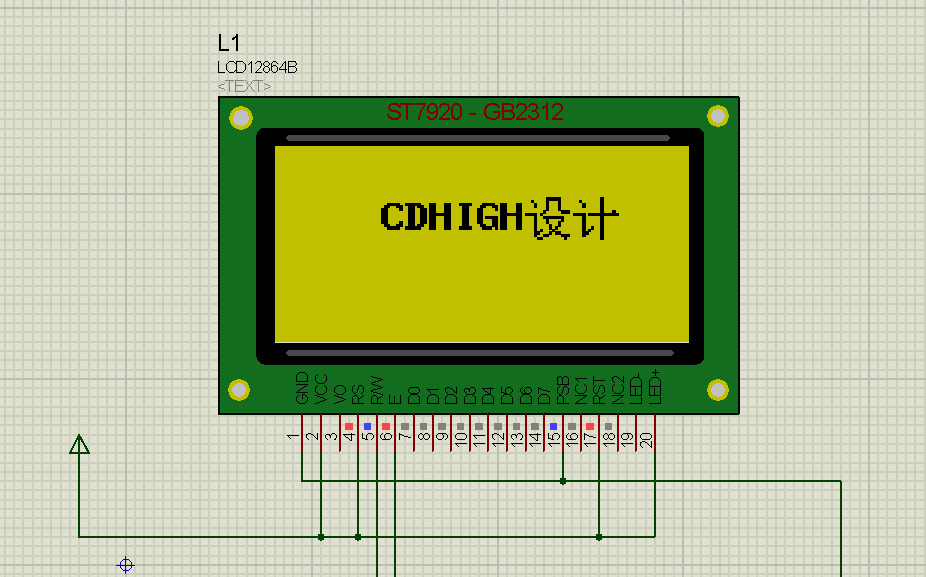 L1
LCD12864B
<TEXT>
ST7920 - GB2312
CDHIGH设计
GND VCC VO RS R/W E D0 D1 D2 D3 D4 D5 D6 D7 PSB NC1 RST NC2 LED- LED+
1 2 3 4 5 6 7 8 9 10 11 12 13 14 15 16 17 18 19 20